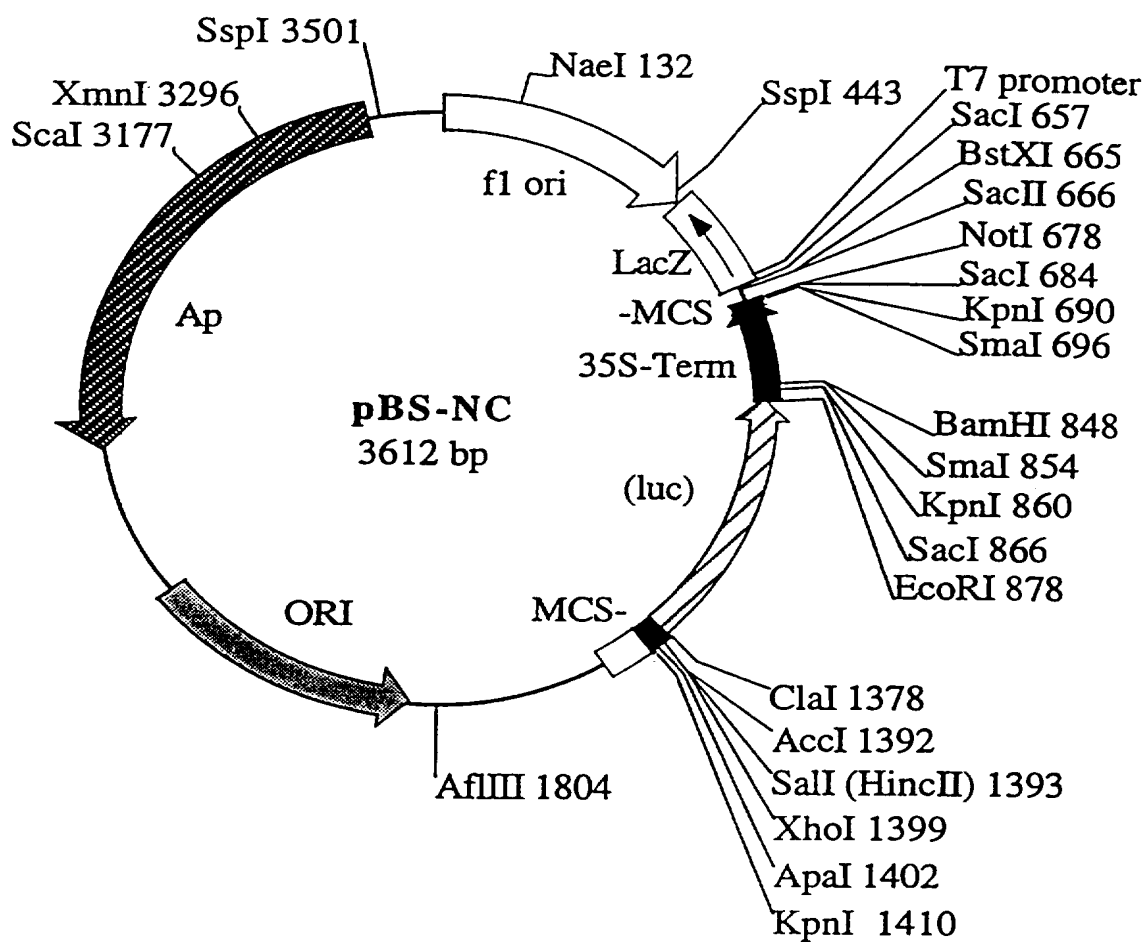 SspI 3501
NaeI 132
XmnI 3296
SspI 443
ScaI 3177
T7 promoter
SacI 657
BstXI 665
SacII 666
NotI 678
SacI 684
KpnI 690
SmaI 696
f1 ori
LacZ
-MCS
35S-Term
Ap
pBS-NC
3612 bp
BamHI 848
SmaI 854
KpnI 860
SacI 866
EcoRI 878
(luc)
ORI
MCS-
ClaI 1378
AccI 1392
SalI (HincII) 1393
XhoI 1399
ApaI 1402
KpnI 1410
AflIII 1804